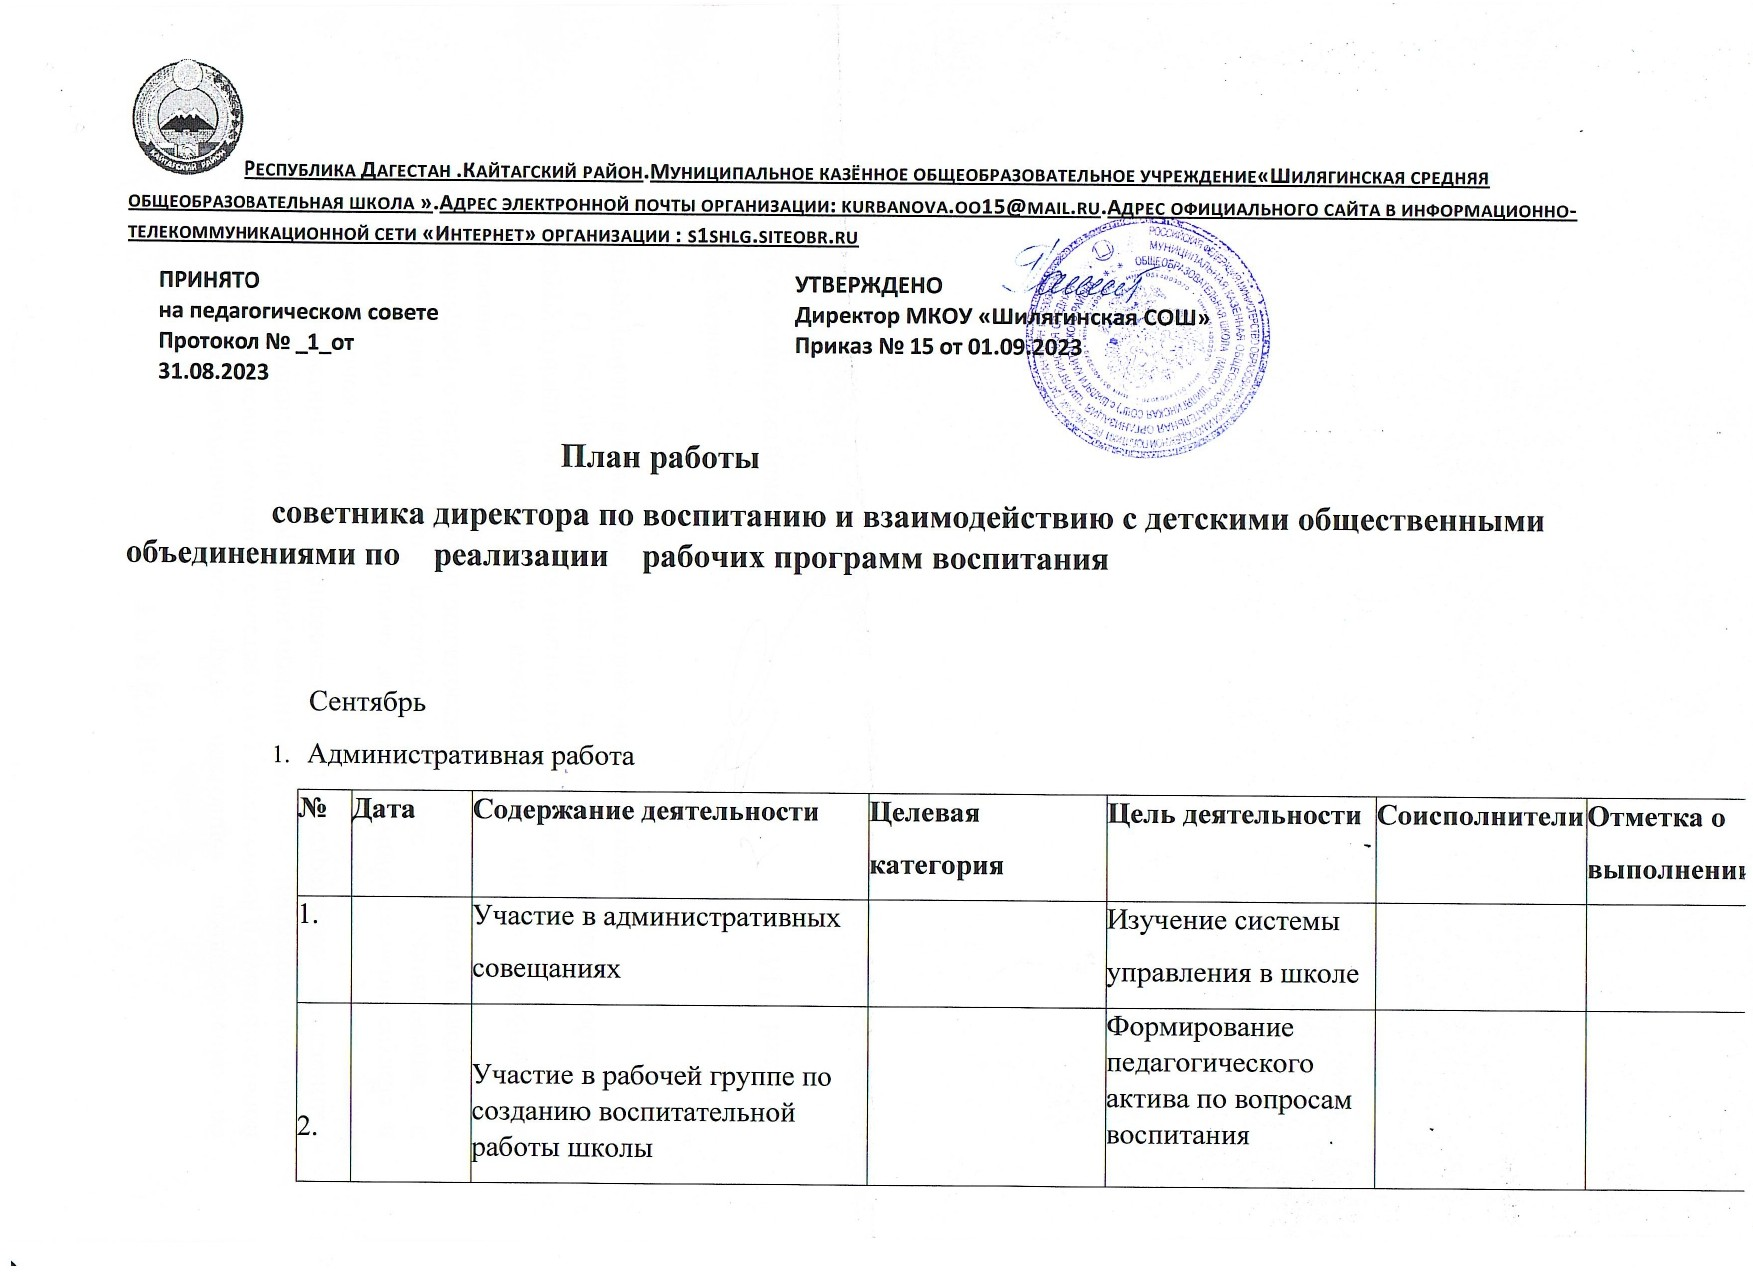 КАЙТАГСКИЙ РАЙОН
РЕСПУБЛИКА ДАГЕСТАН .КАЙТАГСКИЙ РАЙОН.МУНИЦИПАЛЬНОЕ КАЗЁННОЕ ОБЩЕОБРАЗОВАТЕЛЬНОЕ УЧРЕЖДЕНИЕ«ШИЛЯГИНСКАЯ СРЕДНЯЯ
ОБЩЕОБРАЗОВАТЕЛЬНАЯ ШКОЛА ».АДРЕС ЭЛЕКТРОННОЙ ПОЧТЫ ОРГАНИЗАЦИИ: KURBANOVA.OO15@MAIL.RU.АДРЕС ОФИЦИАЛЬНОГО САЙТА В ИНФОРМАЦИОННО-
ТЕЛЕКОММУНИКАЦИОННОЙ СЕТИ «ИНТЕРНЕТ» ОРГАНИЗАЦИИ : S1SHLG.SITEOBR.RU
ПРИНЯТО
на педагогическом совете
Протокол № _1_от
31.08.2023
УТВЕРЖДЕНО
Директор МКОУ «Шилягинская СОШ»
Приказ № 15 от 01.09.2023
План работы
советника директора по воспитанию и взаимодействию с детскими общественными
объединениями по реализации рабочих программ воспитания
Сентябрь
1. Административная работа
№ Дата Содержание деятельности Целевая категория Цель деятельности Соисполнители Отметка о выполнении
1. Участие в административных совещаниях Изучение системы управления в школе
2. Участие в рабочей группе по созданию воспитательной работы школы Формирование педагогического актива по вопросам воспитания